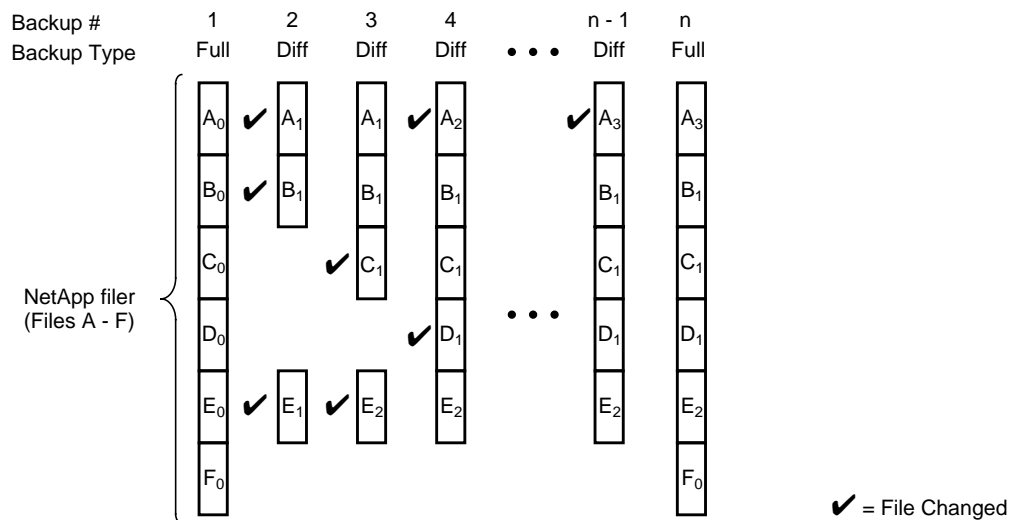 Backup # 1 2 3 4 n - 1 n
Backup Type Full Diff Diff Diff • • • Diff Full
A₀ ✔ A₁ A₁ ✔ A₂ ✔ A₃ A₃
B₀ ✔ B₁ B₁ B₁ B₁ B₁
C₀ ✔ C₁ C₁ C₁ C₁
NetApp filer
(Files A - F)
D₀ ✔ D₁ • • • D₁ D₁
E₀ ✔ E₁ ✔ E₂ E₂ E₂ E₂
F₀ F₀
✔ = File Changed